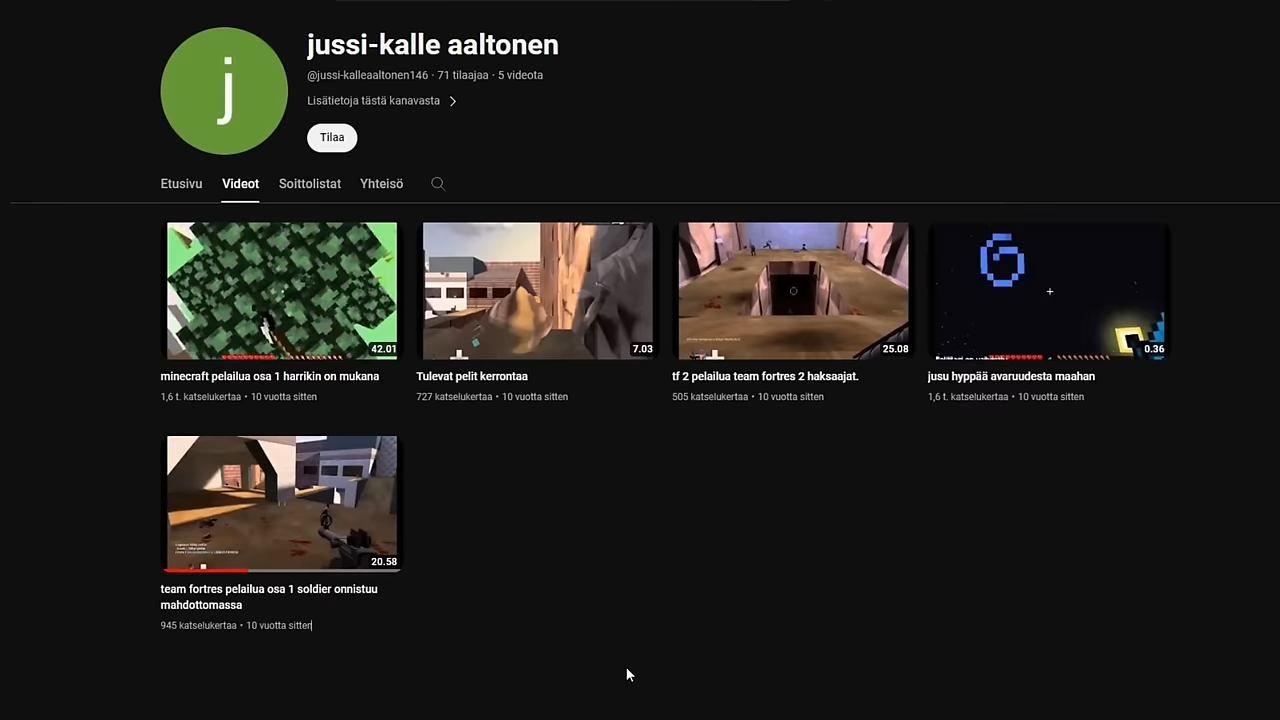 j
jussi-kalle aaltonen
@jussi-kalleaaltonen146 · 71 tilaajaa · 5 videota
Lisätietoja tästä kanavasta
Tilaa
Etusivu Videot Soittolistat Yhteisö
42.01
7.03
25.08
6
0.36
minecraft pelailua osa 1 harrikin on mukana
1,6 t. katselukertaa • 10 vuotta sitten
Tulevat pelit kerrontaa
727 katselukertaa • 10 vuotta sitten
tf 2 pelailua team fortres 2 haksaajat.
505 katselukertaa • 10 vuotta sitten
jusu hyppää avaruudesta maahan
1,6 t. katselukertaa • 10 vuotta sitten
20.58
team fortres pelailua osa 1 soldier onnistuu
mahdottomassa
945 katselukertaa • 10 vuotta sitten